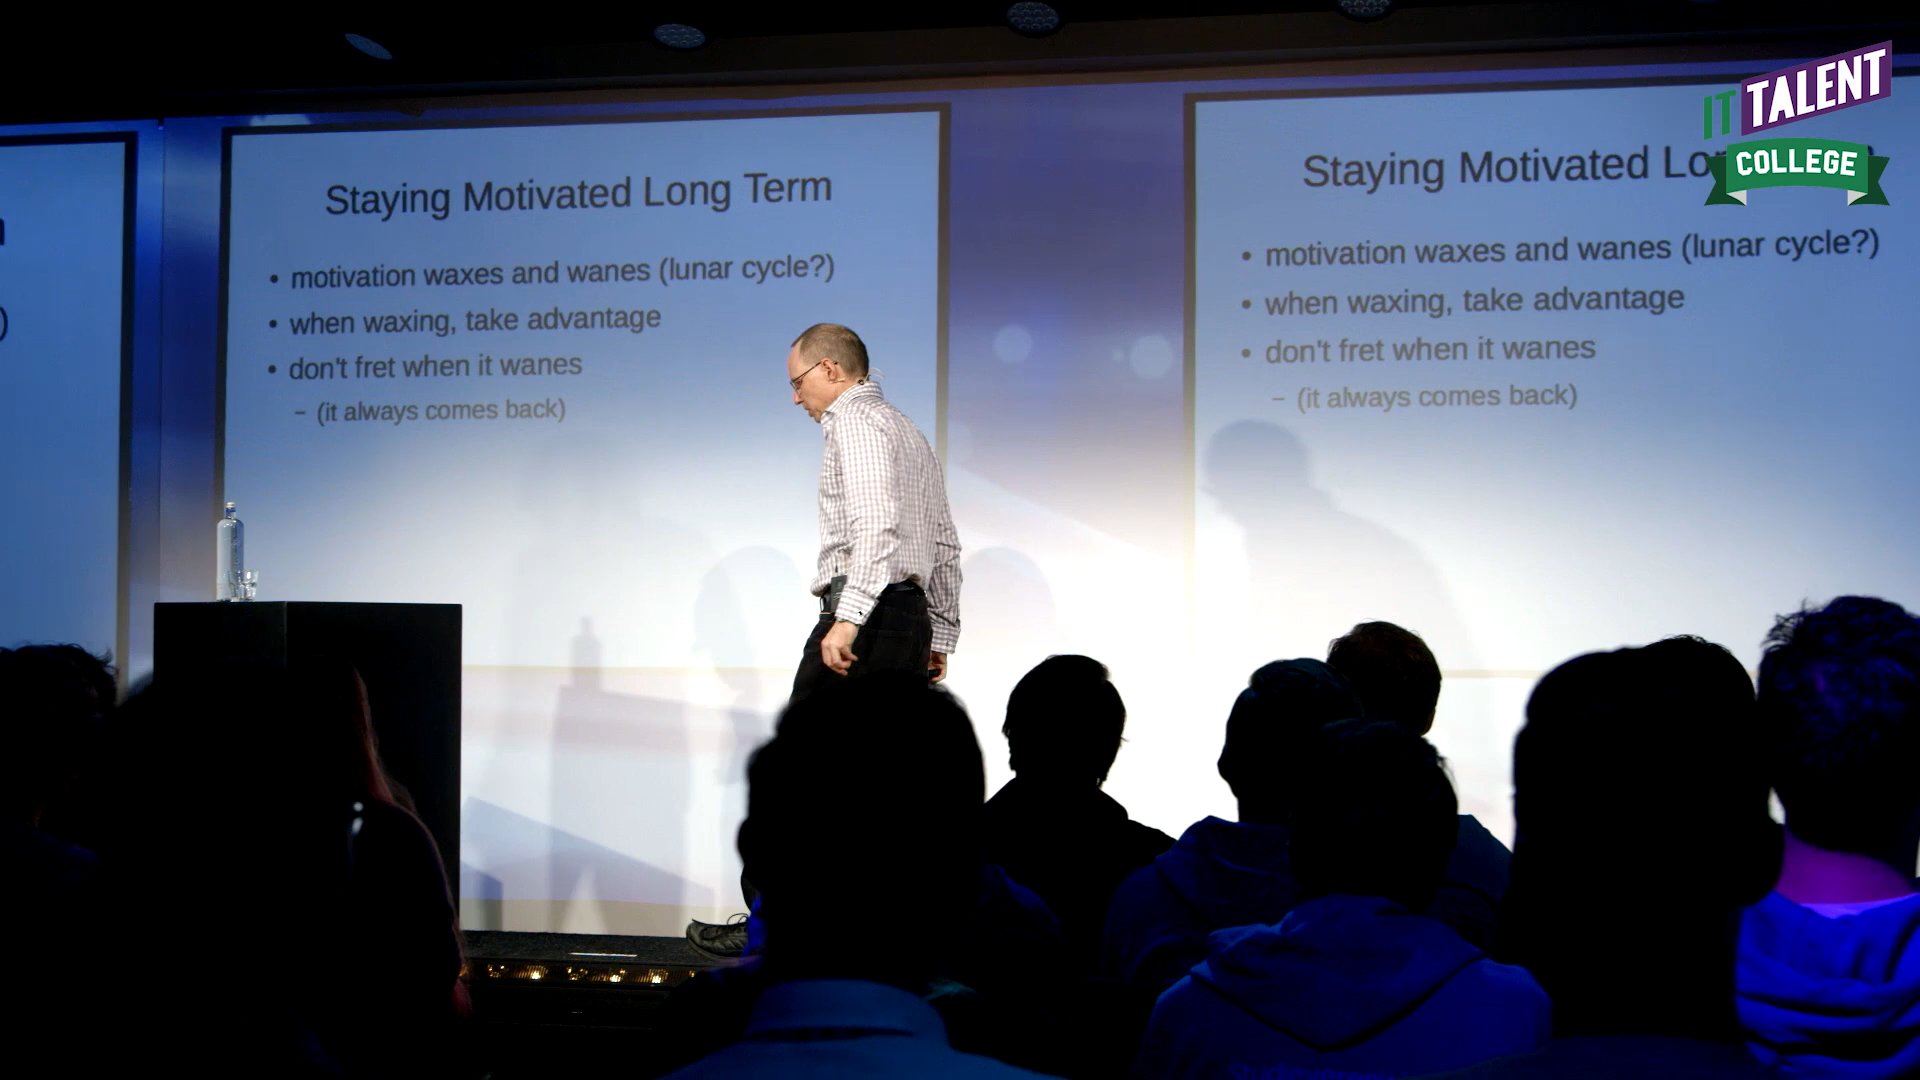 Staying Motivated Long Term
• motivation waxes and wanes (lunar cycle?)
• when waxing, take advantage
• don't fret when it wanes
– (it always comes back)
Staying Motivated
• motivation waxes and wanes (lunar cycle?)
• when waxing, take advantage
• don't fret when it wanes
– (it always comes back)
IT TALENT
COLLEGE
)